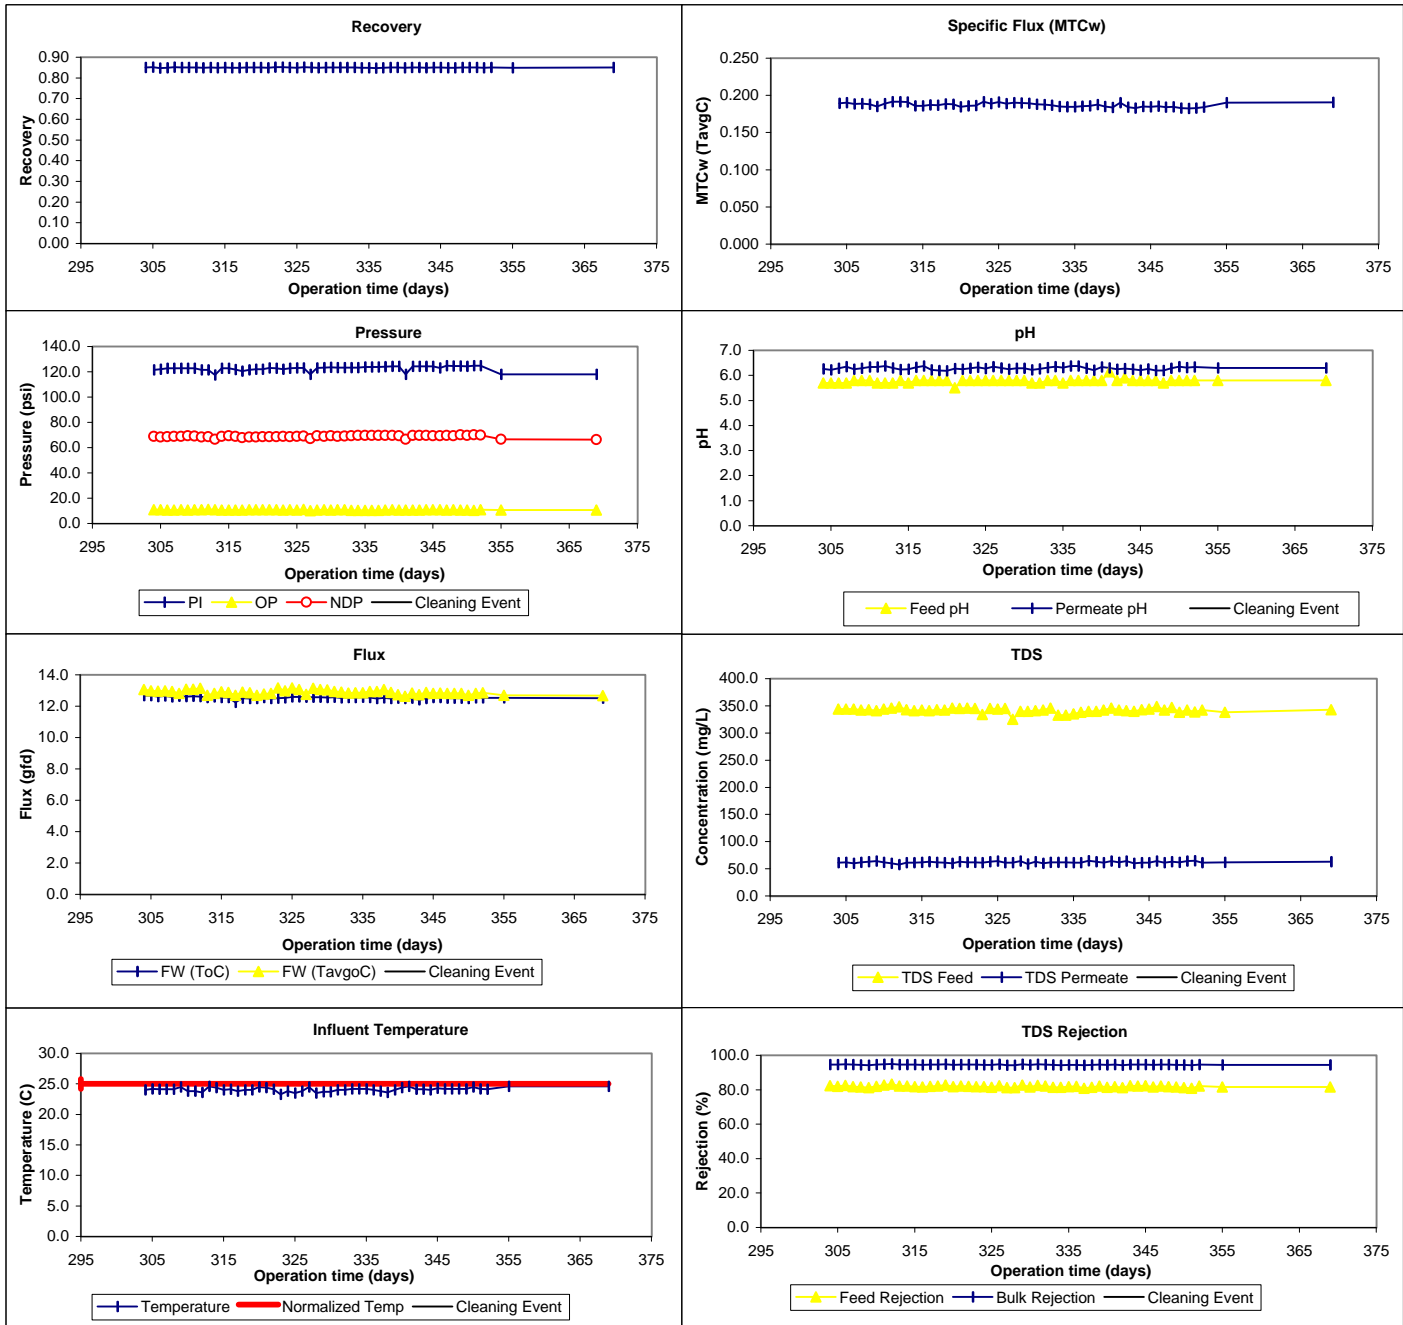 Recovery
0.90
0.80
0.70
0.60
0.50
0.40
0.30
0.20
0.10
0.00
Recovery
295 305 315 325 335 345 355 365 375
Operation time (days)
Specific Flux (MTCw)
0.250
0.200
0.150
0.100
0.050
0.000
MTCw (TavgC)
295 305 315 325 335 345 355 365 375
Operation time (days)
Pressure
140.0
120.0
100.0
80.0
60.0
40.0
20.0
0.0
Pressure (psi)
295 305 315 325 335 345 355 365 375
Operation time (days)
PI OP NDP Cleaning Event
pH
7.0
6.0
5.0
4.0
3.0
2.0
1.0
0.0
pH
295 305 315 325 335 345 355 365 375
Operation time (days)
Feed pH Permeate pH Cleaning Event
Flux
14.0
12.0
10.0
8.0
6.0
4.0
2.0
0.0
Flux (gfd)
295 305 315 325 335 345 355 365 375
Operation time (days)
FW (ToC) FW (TavgoC) Cleaning Event
TDS
400.0
350.0
300.0
250.0
200.0
150.0
100.0
50.0
0.0
Concentration (mg/L)
295 305 315 325 335 345 355 365 375
Operation time (days)
TDS Feed TDS Permeate Cleaning Event
Influent Temperature
30.0
25.0
20.0
15.0
10.0
5.0
0.0
Temperature (C)
295 305 315 325 335 345 355 365 375
Operation time (days)
Temperature Normalized Temp Cleaning Event
TDS Rejection
100.0
80.0
60.0
40.0
20.0
0.0
Rejection (%)
295 305 315 325 335 345 355 365 375
Operation time (days)
Feed Rejection Bulk Rejection Cleaning Event